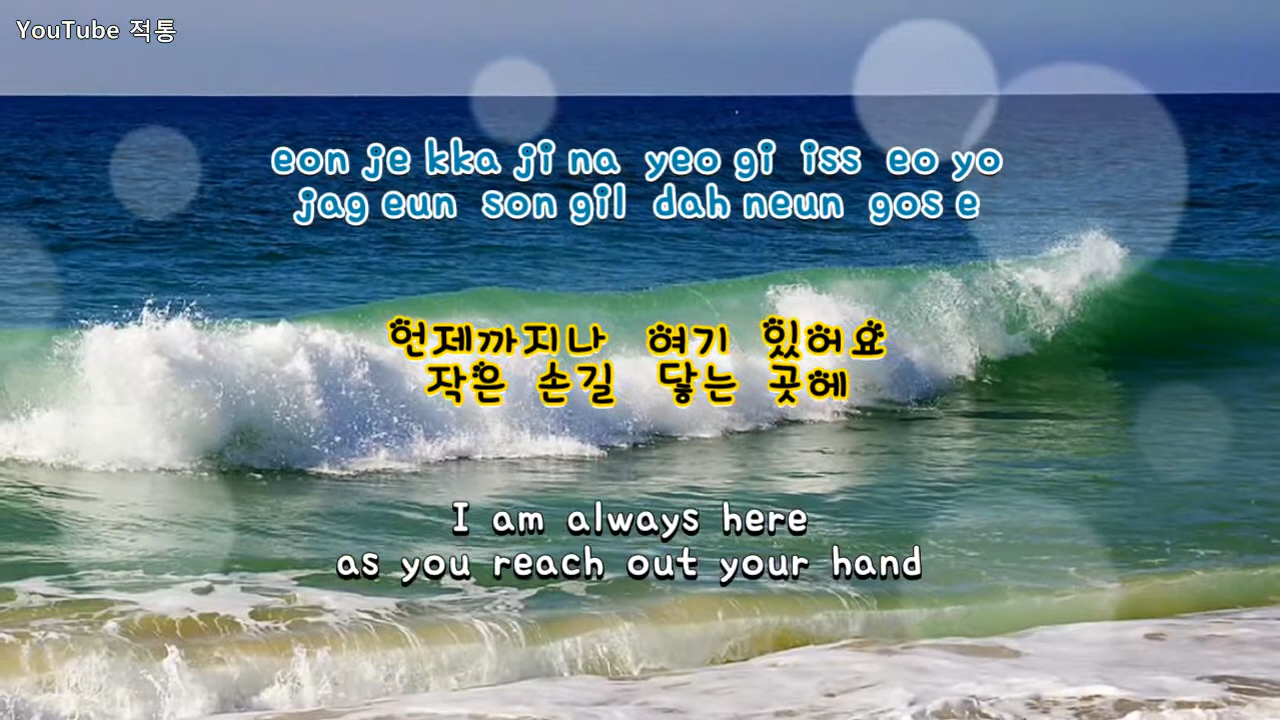 YouTube 적통
eon je kka ji na yeo gi iss eo yo
jag eun son gil dah neun gos e
언제까지나 여기 있어요
작은 손길 닿는 곳에
I am always here
as you reach out your hand